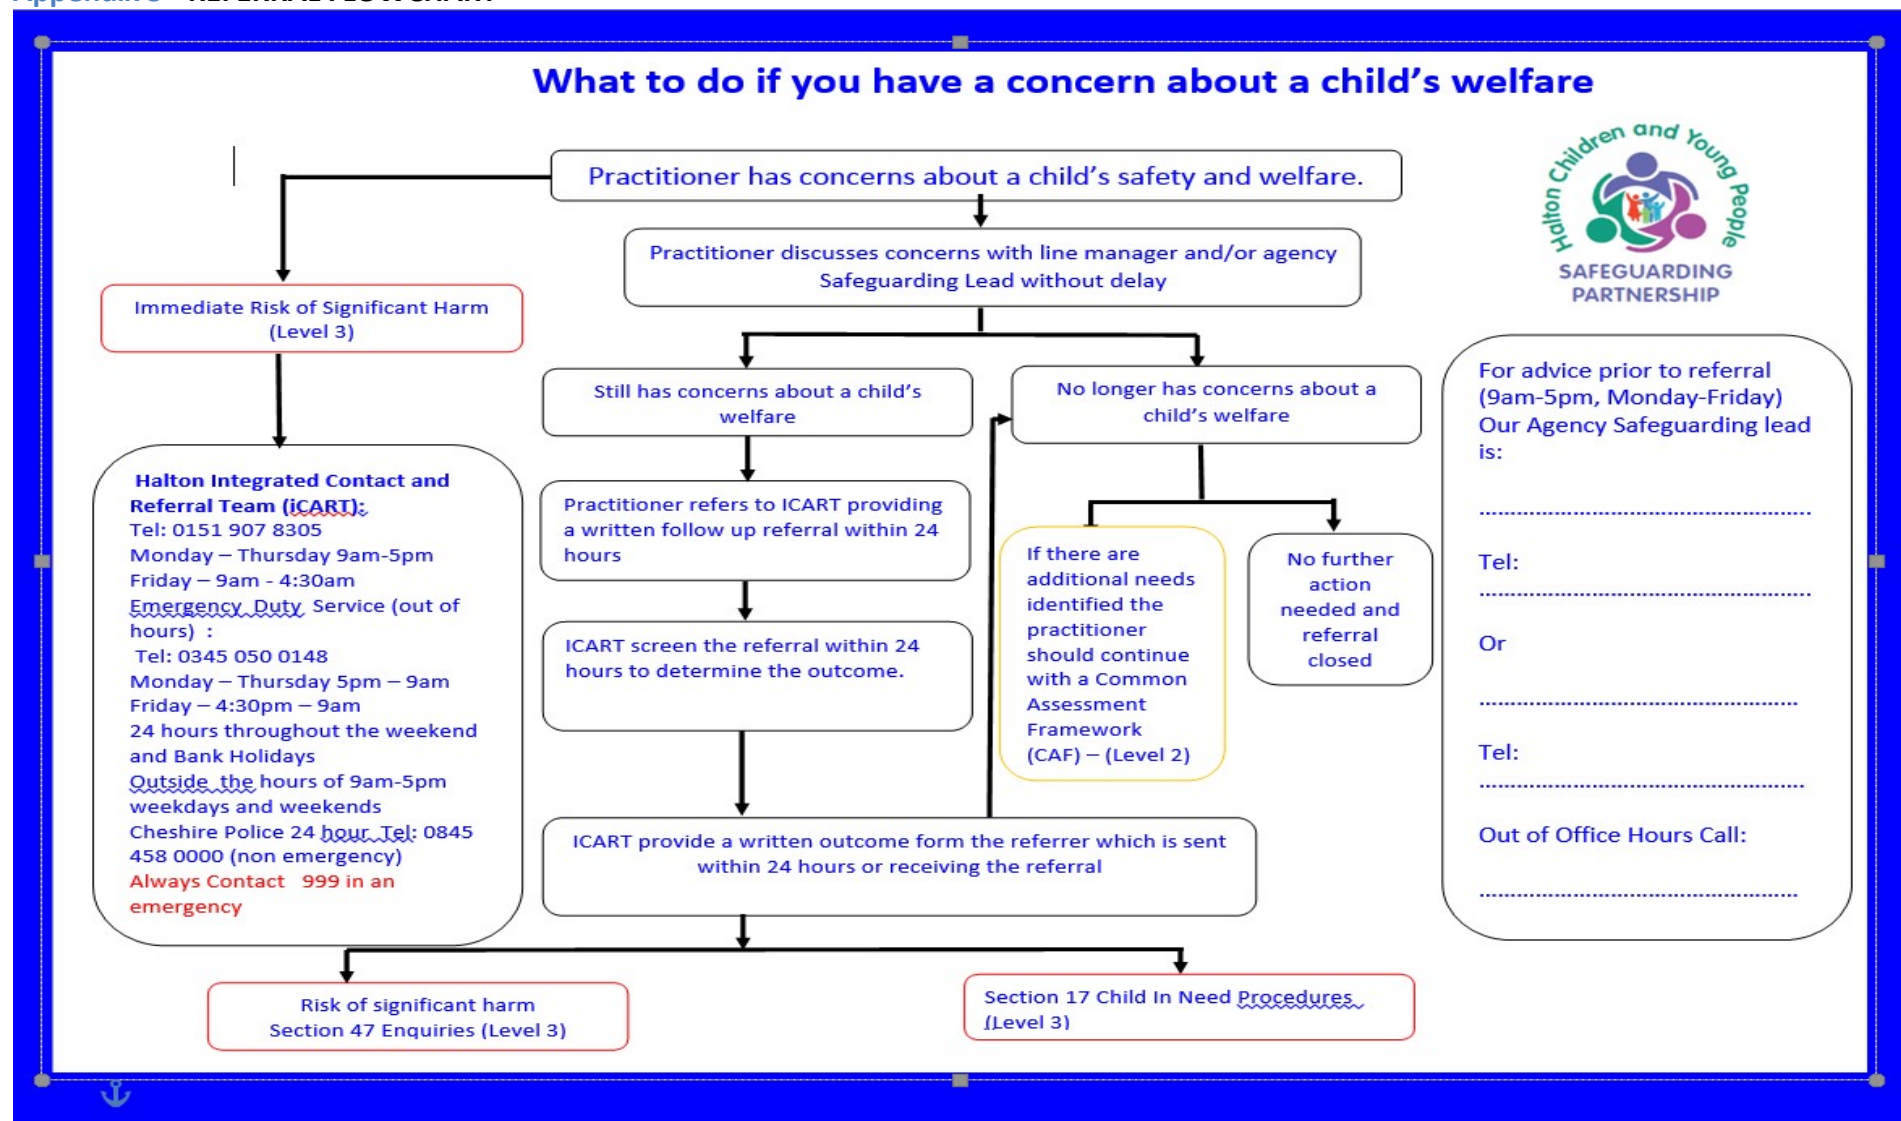 What to do if you have a concern about a child's welfare
Halton Children and Young People
SAFEGUARDING
PARTNERSHIP
Practitioner has concerns about a child's safety and welfare.
Practitioner discusses concerns with line manager and/or agency
Safeguarding Lead without delay
Immediate Risk of Significant Harm
(Level 3)
Still has concerns about a child's
welfare
No longer has concerns about a
child's welfare
For advice prior to referral
(9am-5pm, Monday-Friday)
Our Agency Safeguarding lead
is:
Tel:
Or
Tel:
Out of Office Hours Call:
Halton Integrated Contact and
Referral Team (iCART):
Tel: 0151 907 8305
Monday – Thursday 9am-5pm
Friday – 9am - 4:30am
Emergency Duty Service (out of
hours) :
Tel: 0345 050 0148
Monday – Thursday 5pm – 9am
Friday – 4:30pm – 9am
24 hours throughout the weekend
and Bank Holidays
Outside the hours of 9am-5pm
weekdays and weekends
Cheshire Police 24 hour Tel: 0845
458 0000 (non emergency)
Always Contact 999 in an
emergency
Practitioner refers to ICART providing
a written follow up referral within 24
hours
ICART screen the referral within 24
hours to determine the outcome.
If there are
additional needs
identified the
practitioner
should continue
with a Common
Assessment
Framework
(CAF) – (Level 2)
No further
action
needed and
referral
closed
ICART provide a written outcome form the referrer which is sent
within 24 hours or receiving the referral
Risk of significant harm
Section 47 Enquiries (Level 3)
Section 17 Child In Need Procedures
(Level 3)